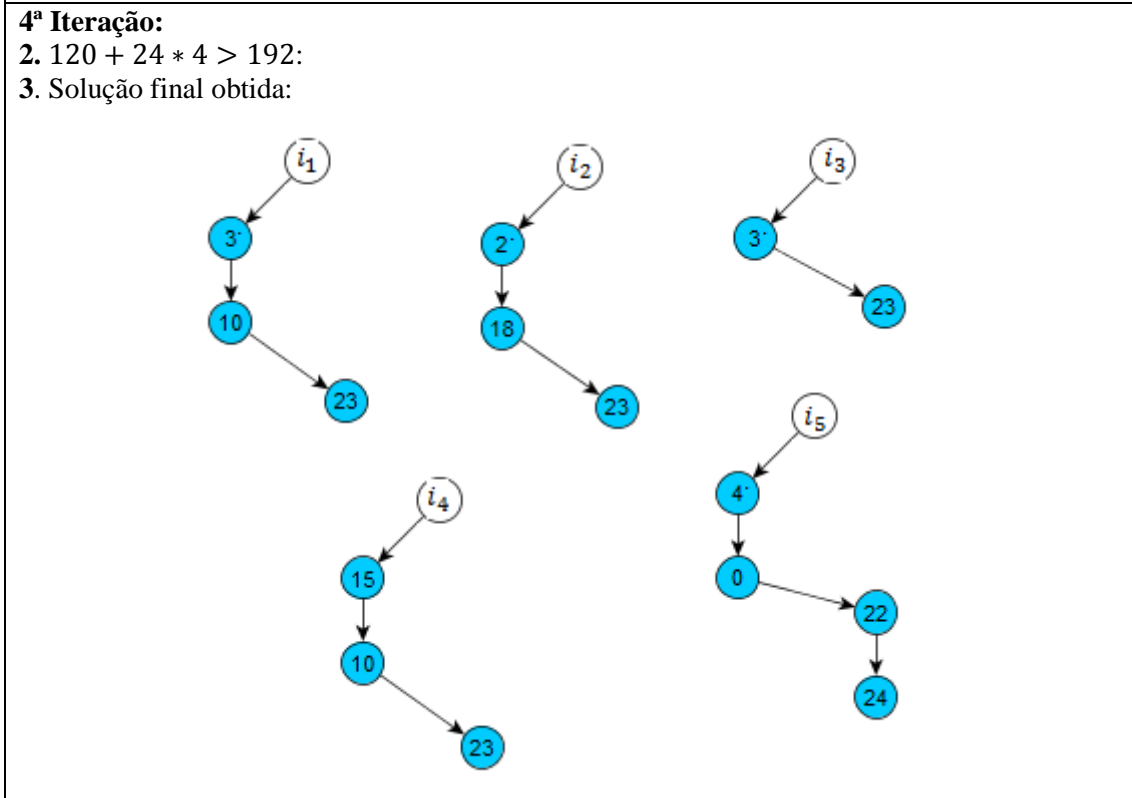 4ª Iteração:
2. 120 + 24 * 4 > 192:
3. Solução final obtida:
i₁
i₂
i₃
3·
2·
3·
10
18
23
23
23
i₅
4·
i₄
15
0
22
10
24
23